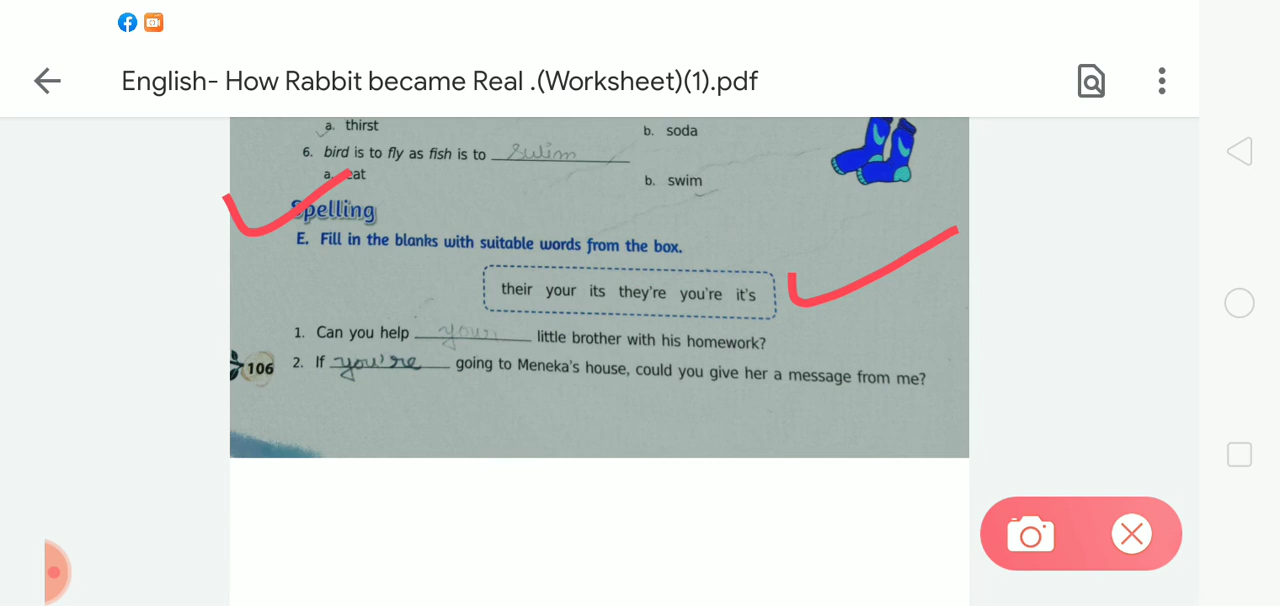 English- How Rabbit became Real .(Worksheet)(1).pdf
a. thirst
b. soda
6. bird is to fly as fish is to swim
a. eat
b. swim
Spelling
E. Fill in the blanks with suitable words from the box.
their your its they're you're it's
1. Can you help your little brother with his homework?
106
2. If you're going to Meneka's house, could you give her a message from me?